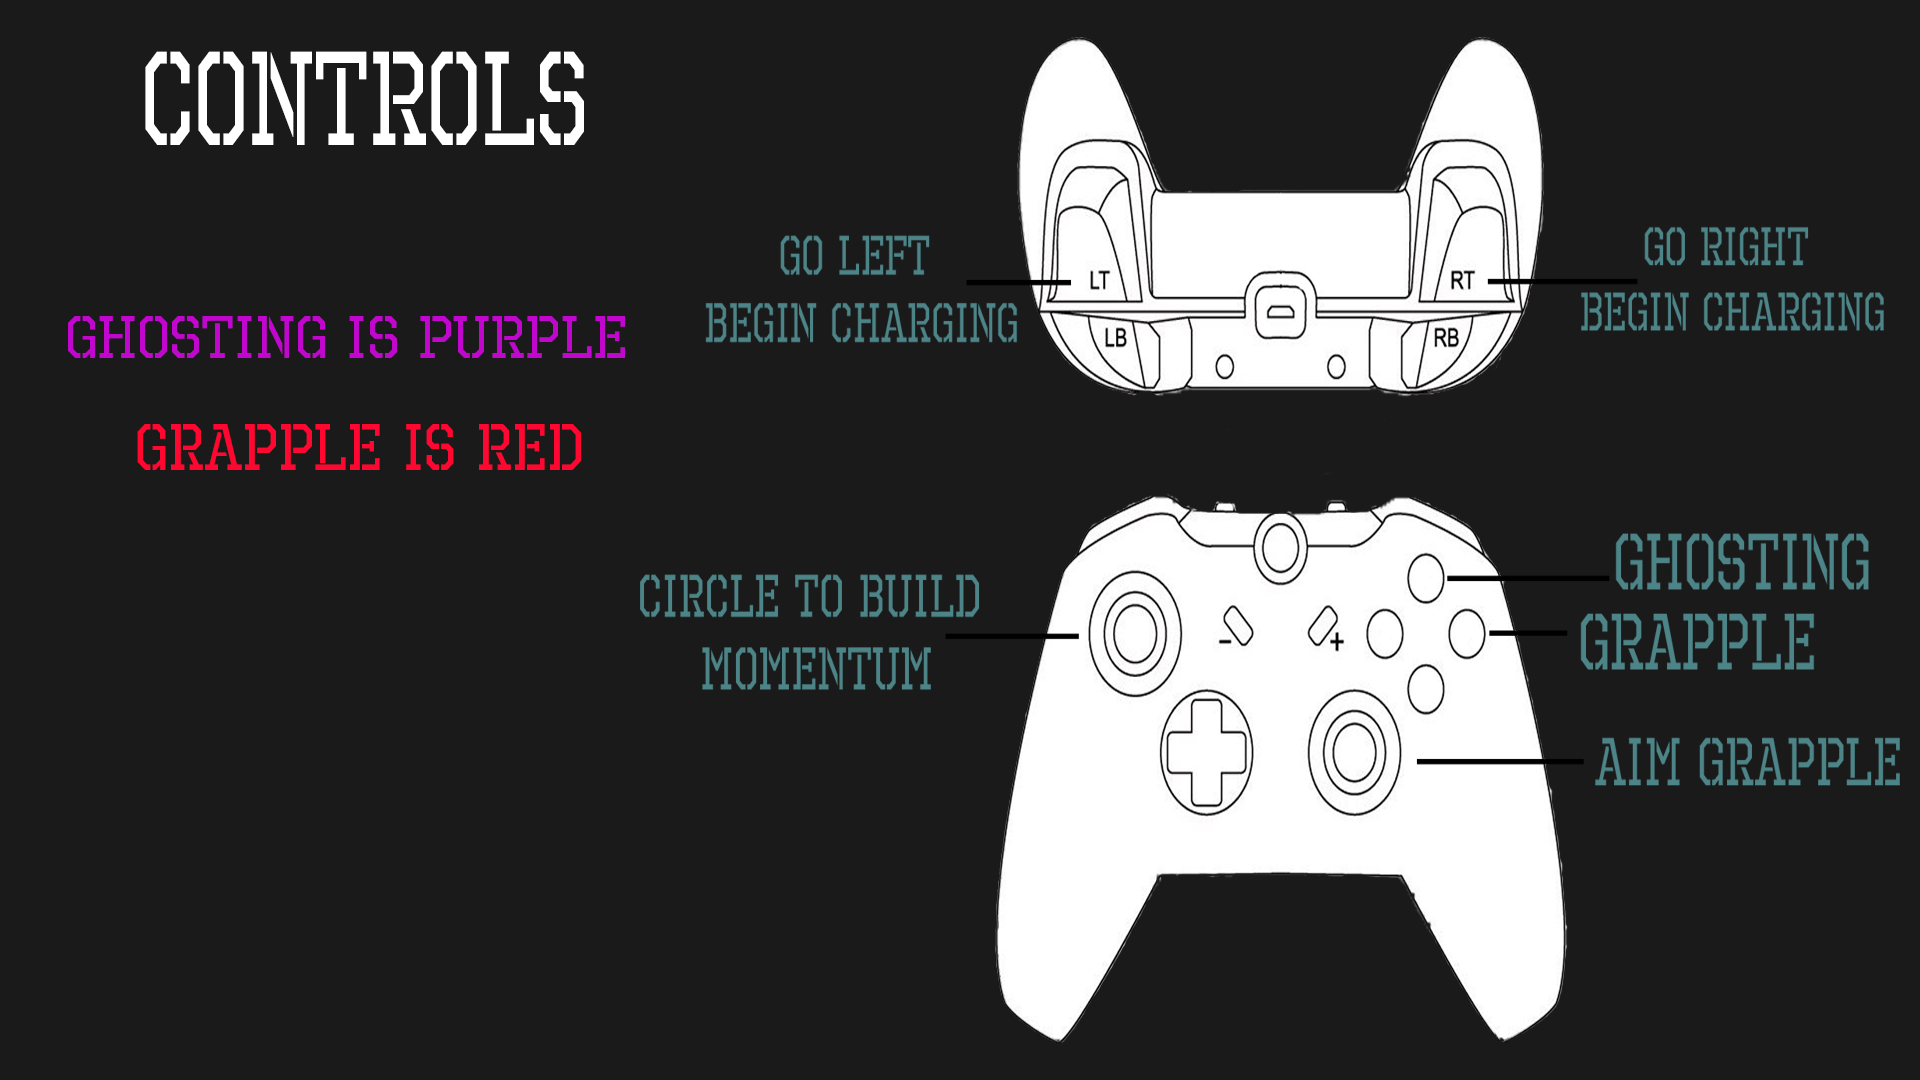 CONTROLS
GHOSTING IS PURPLE
GRAPPLE IS RED
GO LEFT
BEGIN CHARGING
GO RIGHT
BEGIN CHARGING
LT
RT
LB
RB
CIRCLE TO BUILD
MOMENTUM
GHOSTING
GRAPPLE
AIM GRAPPLE
- +